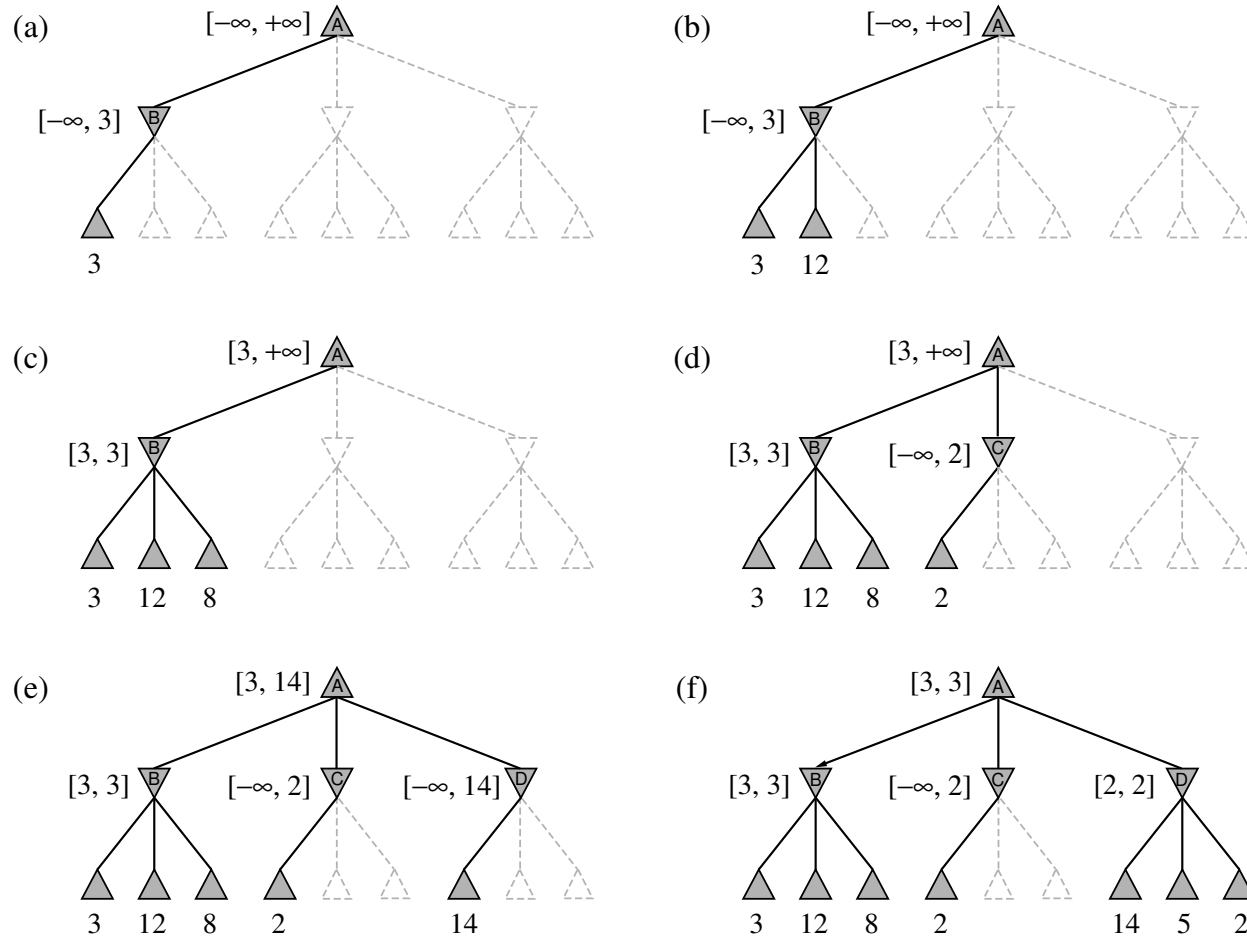 (a) [−∞, +∞] A (b) [−∞, +∞] A
[−∞, 3] B [−∞, 3] B
3 3 12
(c) [3, +∞] A (d) [3, +∞] A
[3, 3] B [3, 3] B [−∞, 2] C
3 12 8 3 12 8 2
(e) [3, 14] A (f) [3, 3] A
[3, 3] B [−∞, 2] C [−∞, 14] D [3, 3] B [−∞, 2] C [2, 2] D
3 12 8 2 14 3 12 8 2 14 5 2